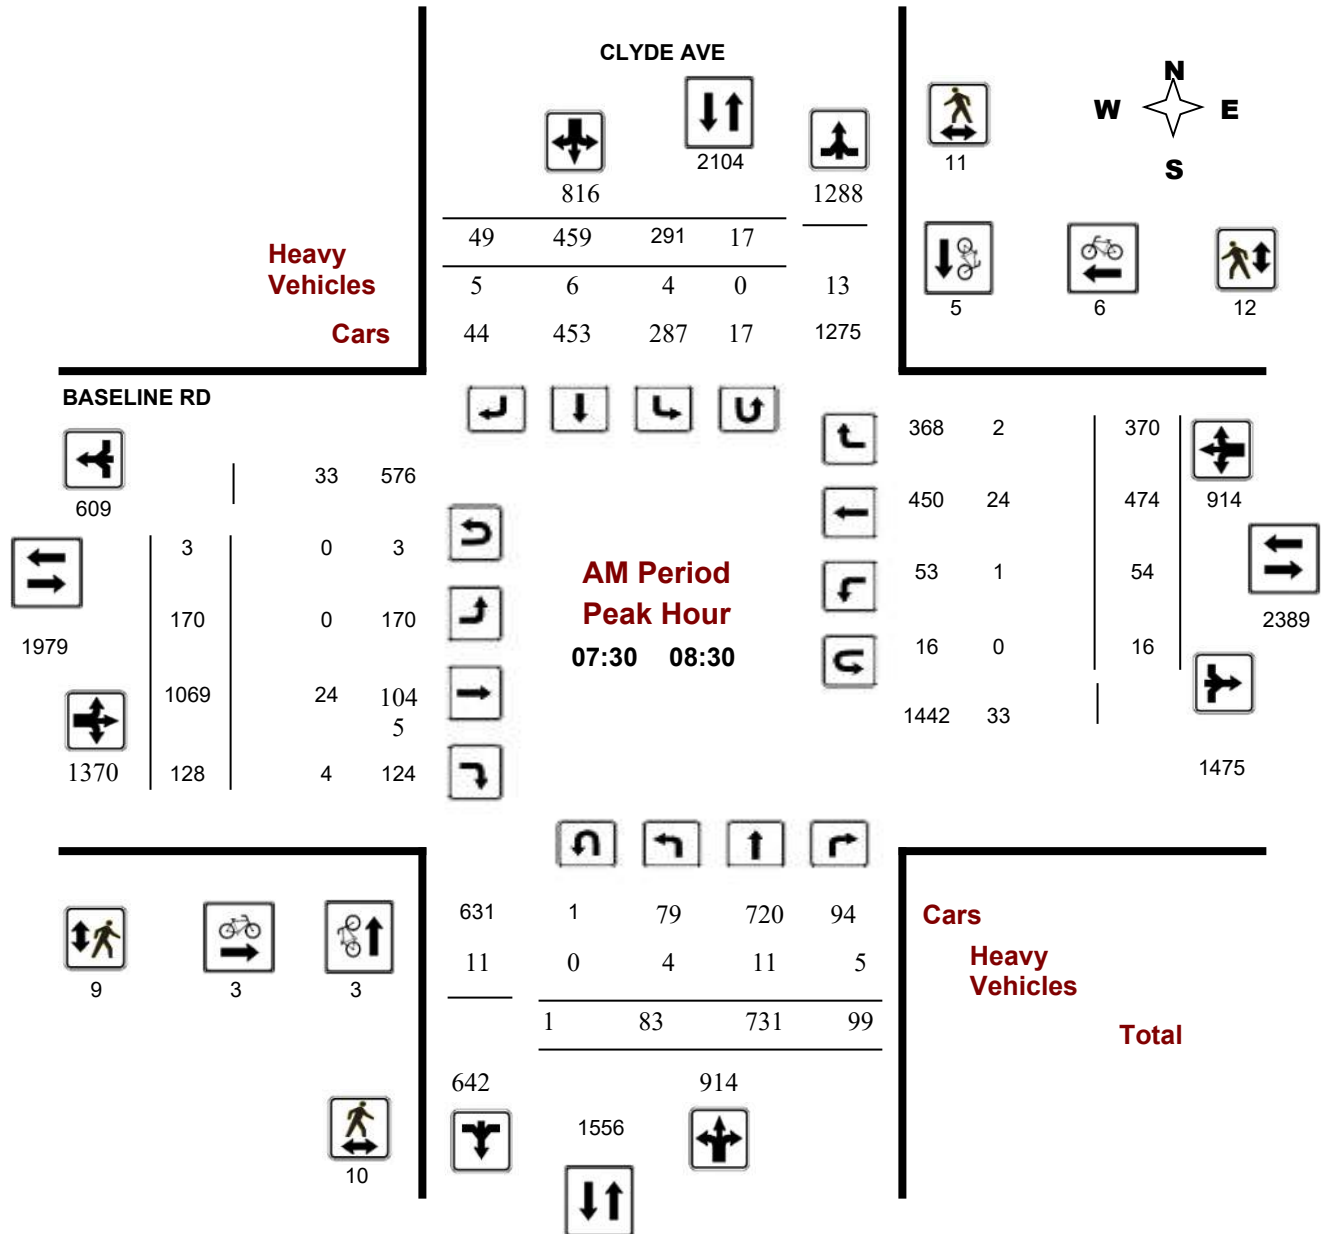 CLYDE AVE
N
W E
S
816
2104
1288
11
49 459 291 17
Heavy
Vehicles
5 6 4 0 13
Cars
44 453 287 17 1275
5 6 12
BASELINE RD
609
33 576
3 0 3
170 0 170
1979
1069 24 104
5
1370 128 4 124
AM Period
Peak Hour
07:30 08:30
368 2 370
450 24 474 914
53 1 54
2389
16 0 16
1442 33
1475
9 3 3
10
631 1 79 720 94
11 0 4 11 5
1 83 731 99
642 914
1556
Cars
Heavy
Vehicles
Total